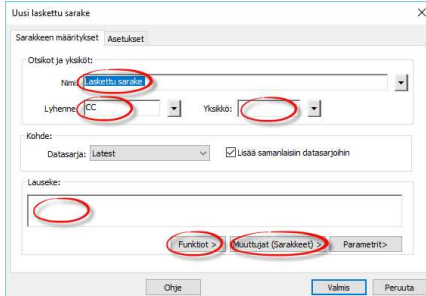 Uusi laskettu sarake
Sarakkeen määritykset Asetukset
Otsikot ja yksiköt:
Nimi: Laskettu sarake
Lyhenne: CC Yksikkö:
Kohde:
Datasarja: Latest Lisää samanlaisiin datasarjoihin
Lauseke:
Funktiot > Muuttujat (Sarakkeet) > Parametrit>
Ohje Valmis Peruuta